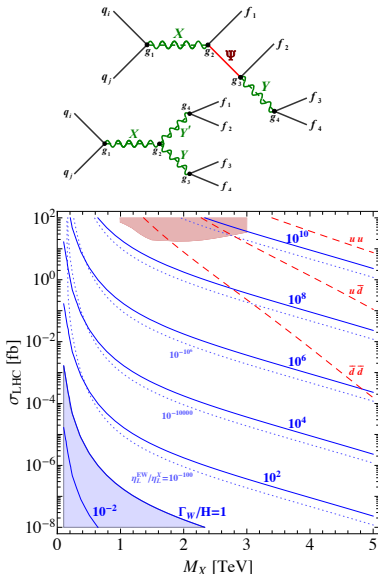 q_i
f_1
X
g_1
g_2
Ψ
f_2
g_3
Y
q_j
f_3
g_4
f_4
q_i
f_1
g_4
Y'
f_2
X
g_1
g_2
Y
f_3
q_j
g_3
f_4
10^2
10^0
10^-2
10^-4
10^-6
10^-8
σ_LHC [fb]
10^10
u u
10^8
u d̄
10^-10^6
10^6
d̄ d̄
10^-10000
10^4
η_L^EW/η_L^X=10^-100
10^2
10^-2
Γ_W/H=1
0 1 2 3 4 5
M_X [TeV]